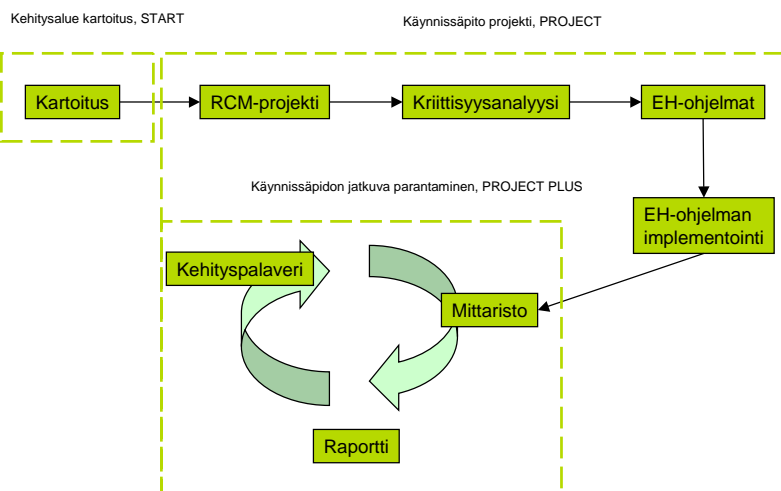 Kehitysalue kartoitus, START
Käynnissäpito projekti, PROJECT
Kartoitus
RCM-projekti
Kriittisyysanalyysi
EH-ohjelmat
Käynnissäpidon jatkuva parantaminen, PROJECT PLUS
EH-ohjelman
implementointi
Kehityspalaveri
Mittaristo
Raportti